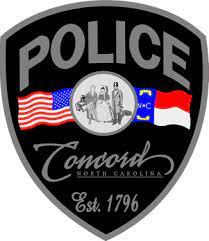 POLICE
N★C
Concord
NORTH CAROLINA
Est. 1796